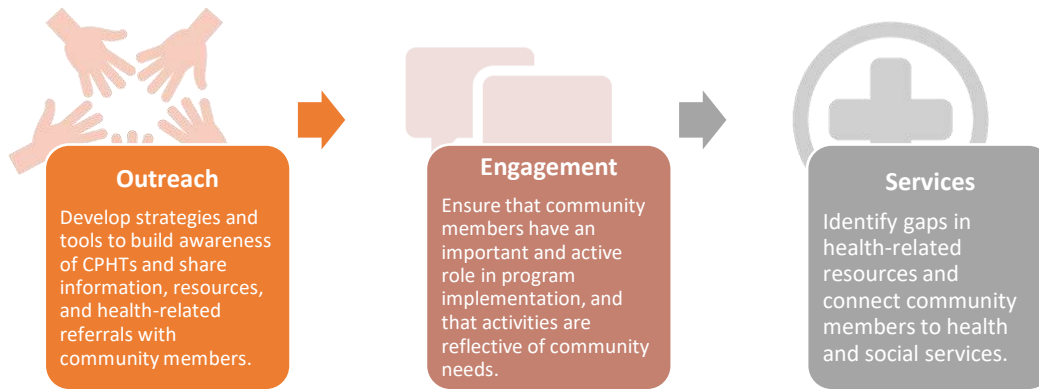 Outreach
Develop strategies and
tools to build awareness
of CPHTs and share
information, resources,
and health-related
referrals with
community members.
Engagement
Ensure that community
members have an
important and active
role in program
implementation, and
that activities are
reflective of community
needs.
Services
Identify gaps in
health-related
resources and
connect community
members to health
and social services.